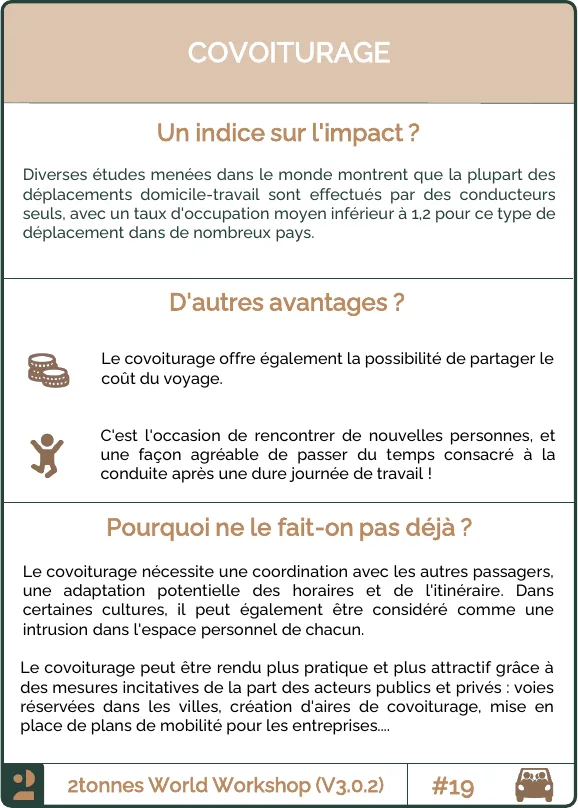 COVOITURAGE
Un indice sur l'impact ?
Diverses études menées dans le monde montrent que la plupart des
déplacements domicile-travail sont effectués par des conducteurs
seuls, avec un taux d'occupation moyen inférieur à 1,2 pour ce type de
déplacement dans de nombreux pays.
D'autres avantages ?
Le covoiturage offre également la possibilité de partager le
coût du voyage.
C'est l'occasion de rencontrer de nouvelles personnes, et
une façon agréable de passer du temps consacré à la
conduite après une dure journée de travail !
Pourquoi ne le fait-on pas déjà ?
Le covoiturage nécessite une coordination avec les autres passagers,
une adaptation potentielle des horaires et de l'itinéraire. Dans
certaines cultures, il peut également être considéré comme une
intrusion dans l'espace personnel de chacun.
Le covoiturage peut être rendu plus pratique et plus attractif grâce à
des mesures incitatives de la part des acteurs publics et privés : voies
réservées dans les villes, création d'aires de covoiturage, mise en
place de plans de mobilité pour les entreprises....
2tonnes World Workshop (V3.0.2)
#19